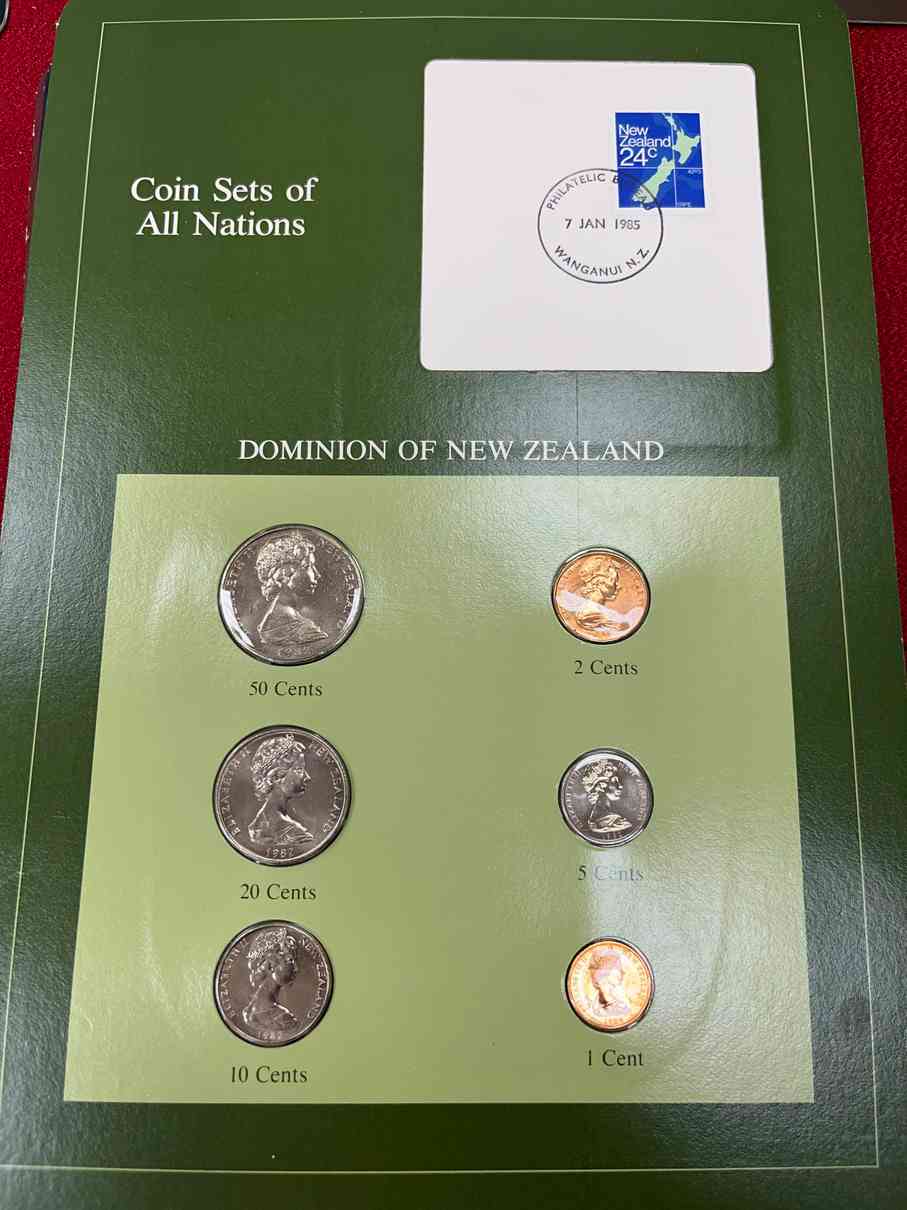 Coin Sets of
All Nations
New
Zealand
24c
PHILATELIC
7 JAN 1985
WANGANUI N.Z.
DOMINION OF NEW ZEALAND
NEW ZEALAND
50 Cents
2 Cents
ELIZABETH II NEW ZEALAND
1982
20 Cents
5 Cents
ELIZABETH II NEW ZEALAND
10 Cents
1 Cent